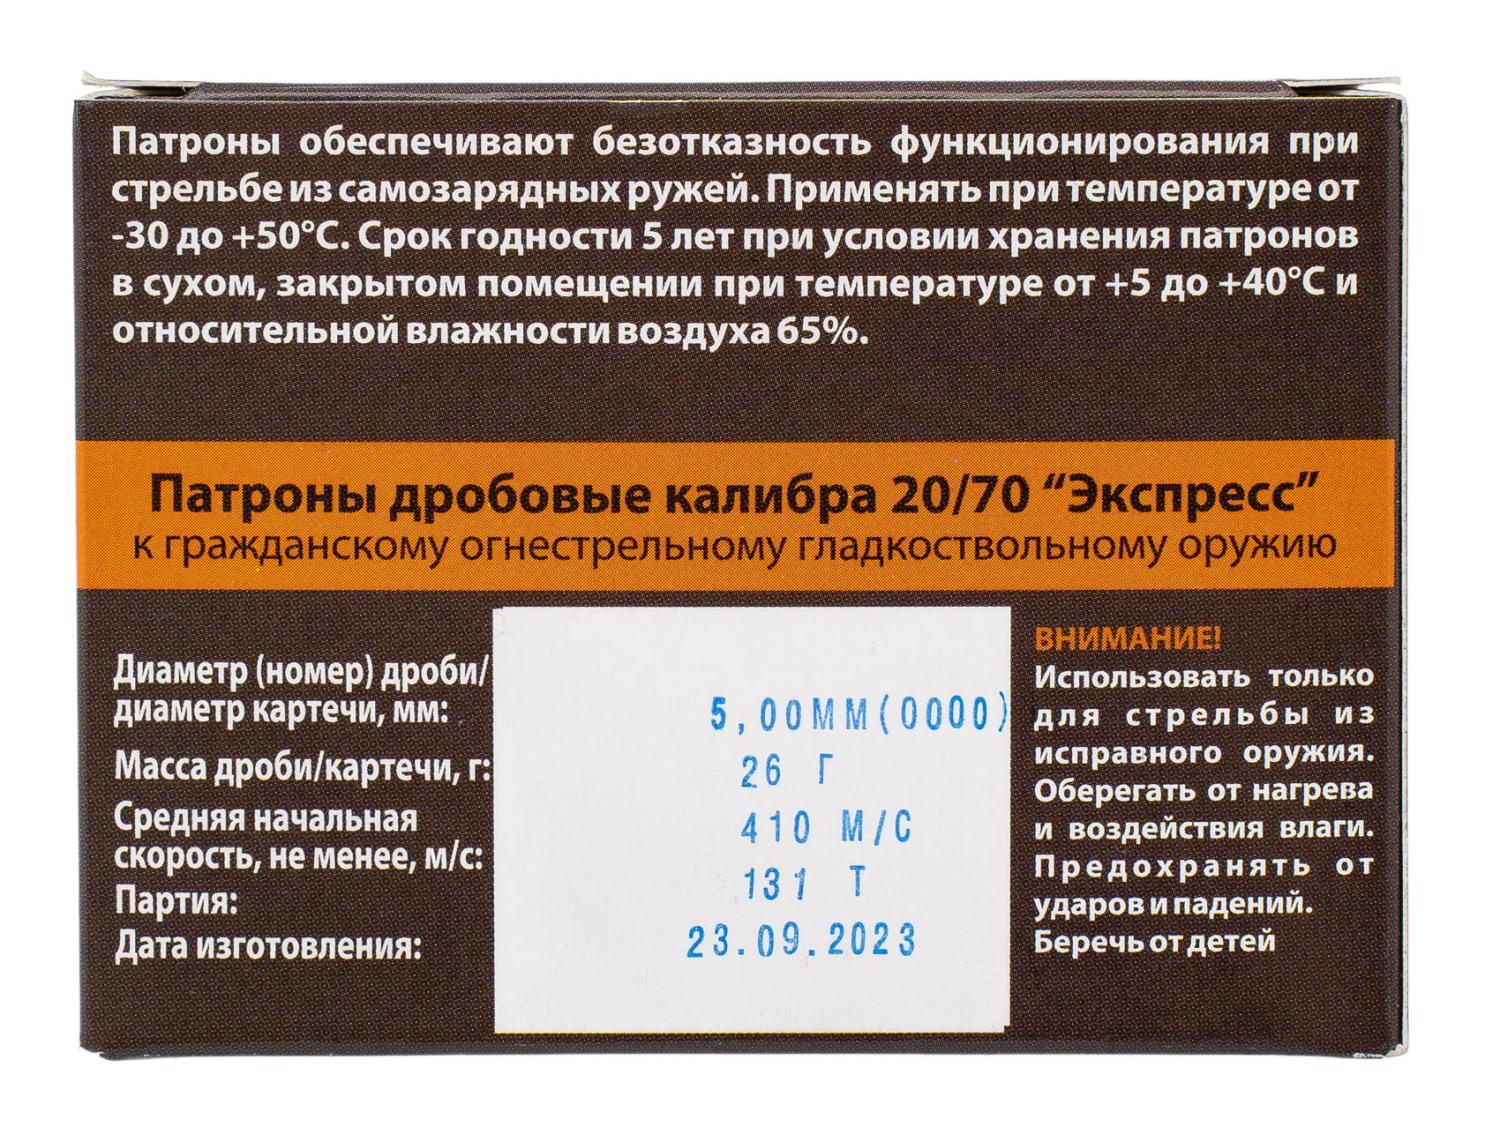 Патроны обеспечивают безотказность функционирования при
стрельбе из самозарядных ружей. Применять при температуре от
-30 до +50°С. Срок годности 5 лет при условии хранения патронов
в сухом, закрытом помещении при температуре от +5 до +40°С и
относительной влажности воздуха 65%.
Патроны дробовые калибра 20/70 “Экспресс”
к гражданскому огнестрельному гладкоствольному оружию
Диаметр (номер) дроби/
диаметр картечи, мм:
5,00ММ(0000)
Масса дроби/картечи, г:
26 Г
Средняя начальная
скорость, не менее, м/с:
410 М/С
Партия:
131 Т
Дата изготовления:
23.09.2023
ВНИМАНИЕ!
Использовать только
для стрельбы из
исправного оружия.
Оберегать от нагрева
и воздействия влаги.
Предохранять от
ударов и падений.
Беречь от детей